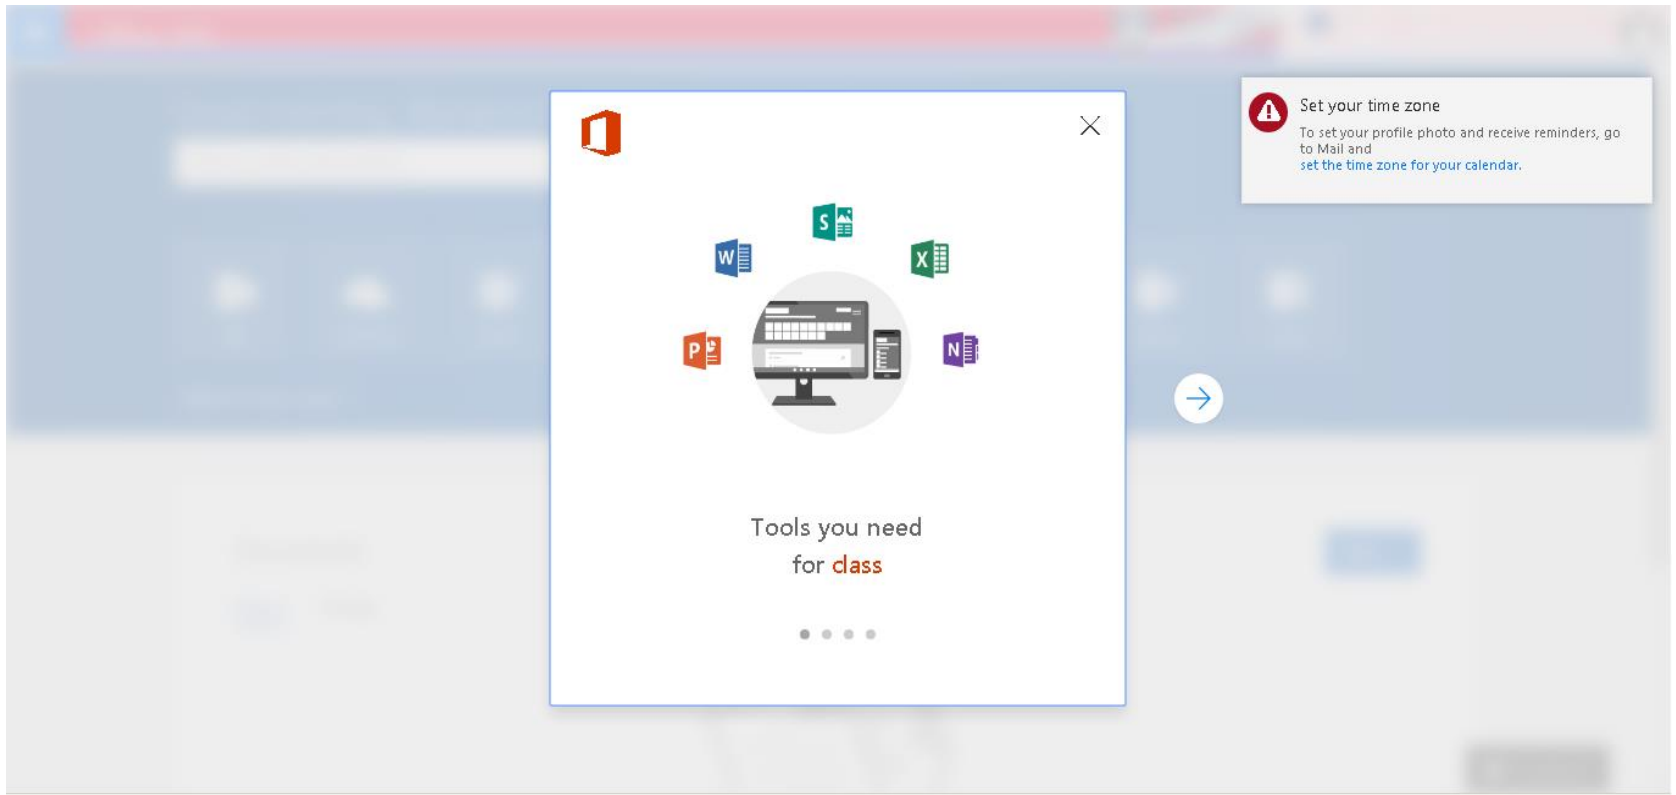 Set your time zone
To set your profile photo and receive reminders, go
to Mail and
set the time zone for your calendar.
S
W
X
P
N
Tools you need
for class